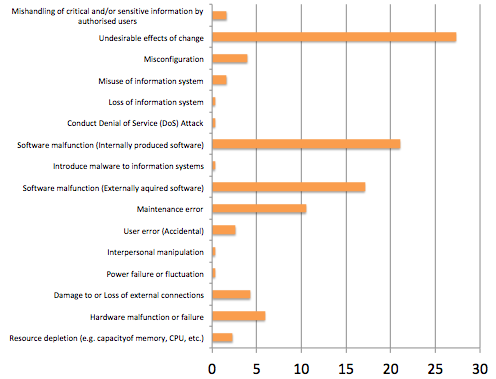 Mishandling of critical and/or sensitive information by
authorised users
Undesirable effects of change
Misconfiguration
Misuse of information system
Loss of information system
Conduct Denial of Service (DoS) Attack
Software malfunction (Internally produced software)
Introduce malware to information systems
Software malfunction (Externally aquired software)
Maintenance error
User error (Accidental)
Interpersonal manipulation
Power failure or fluctuation
Damage to or Loss of external connections
Hardware malfunction or failure
Resource depletion (e.g. capacityof memory, CPU, etc.)
0 5 10 15 20 25 30